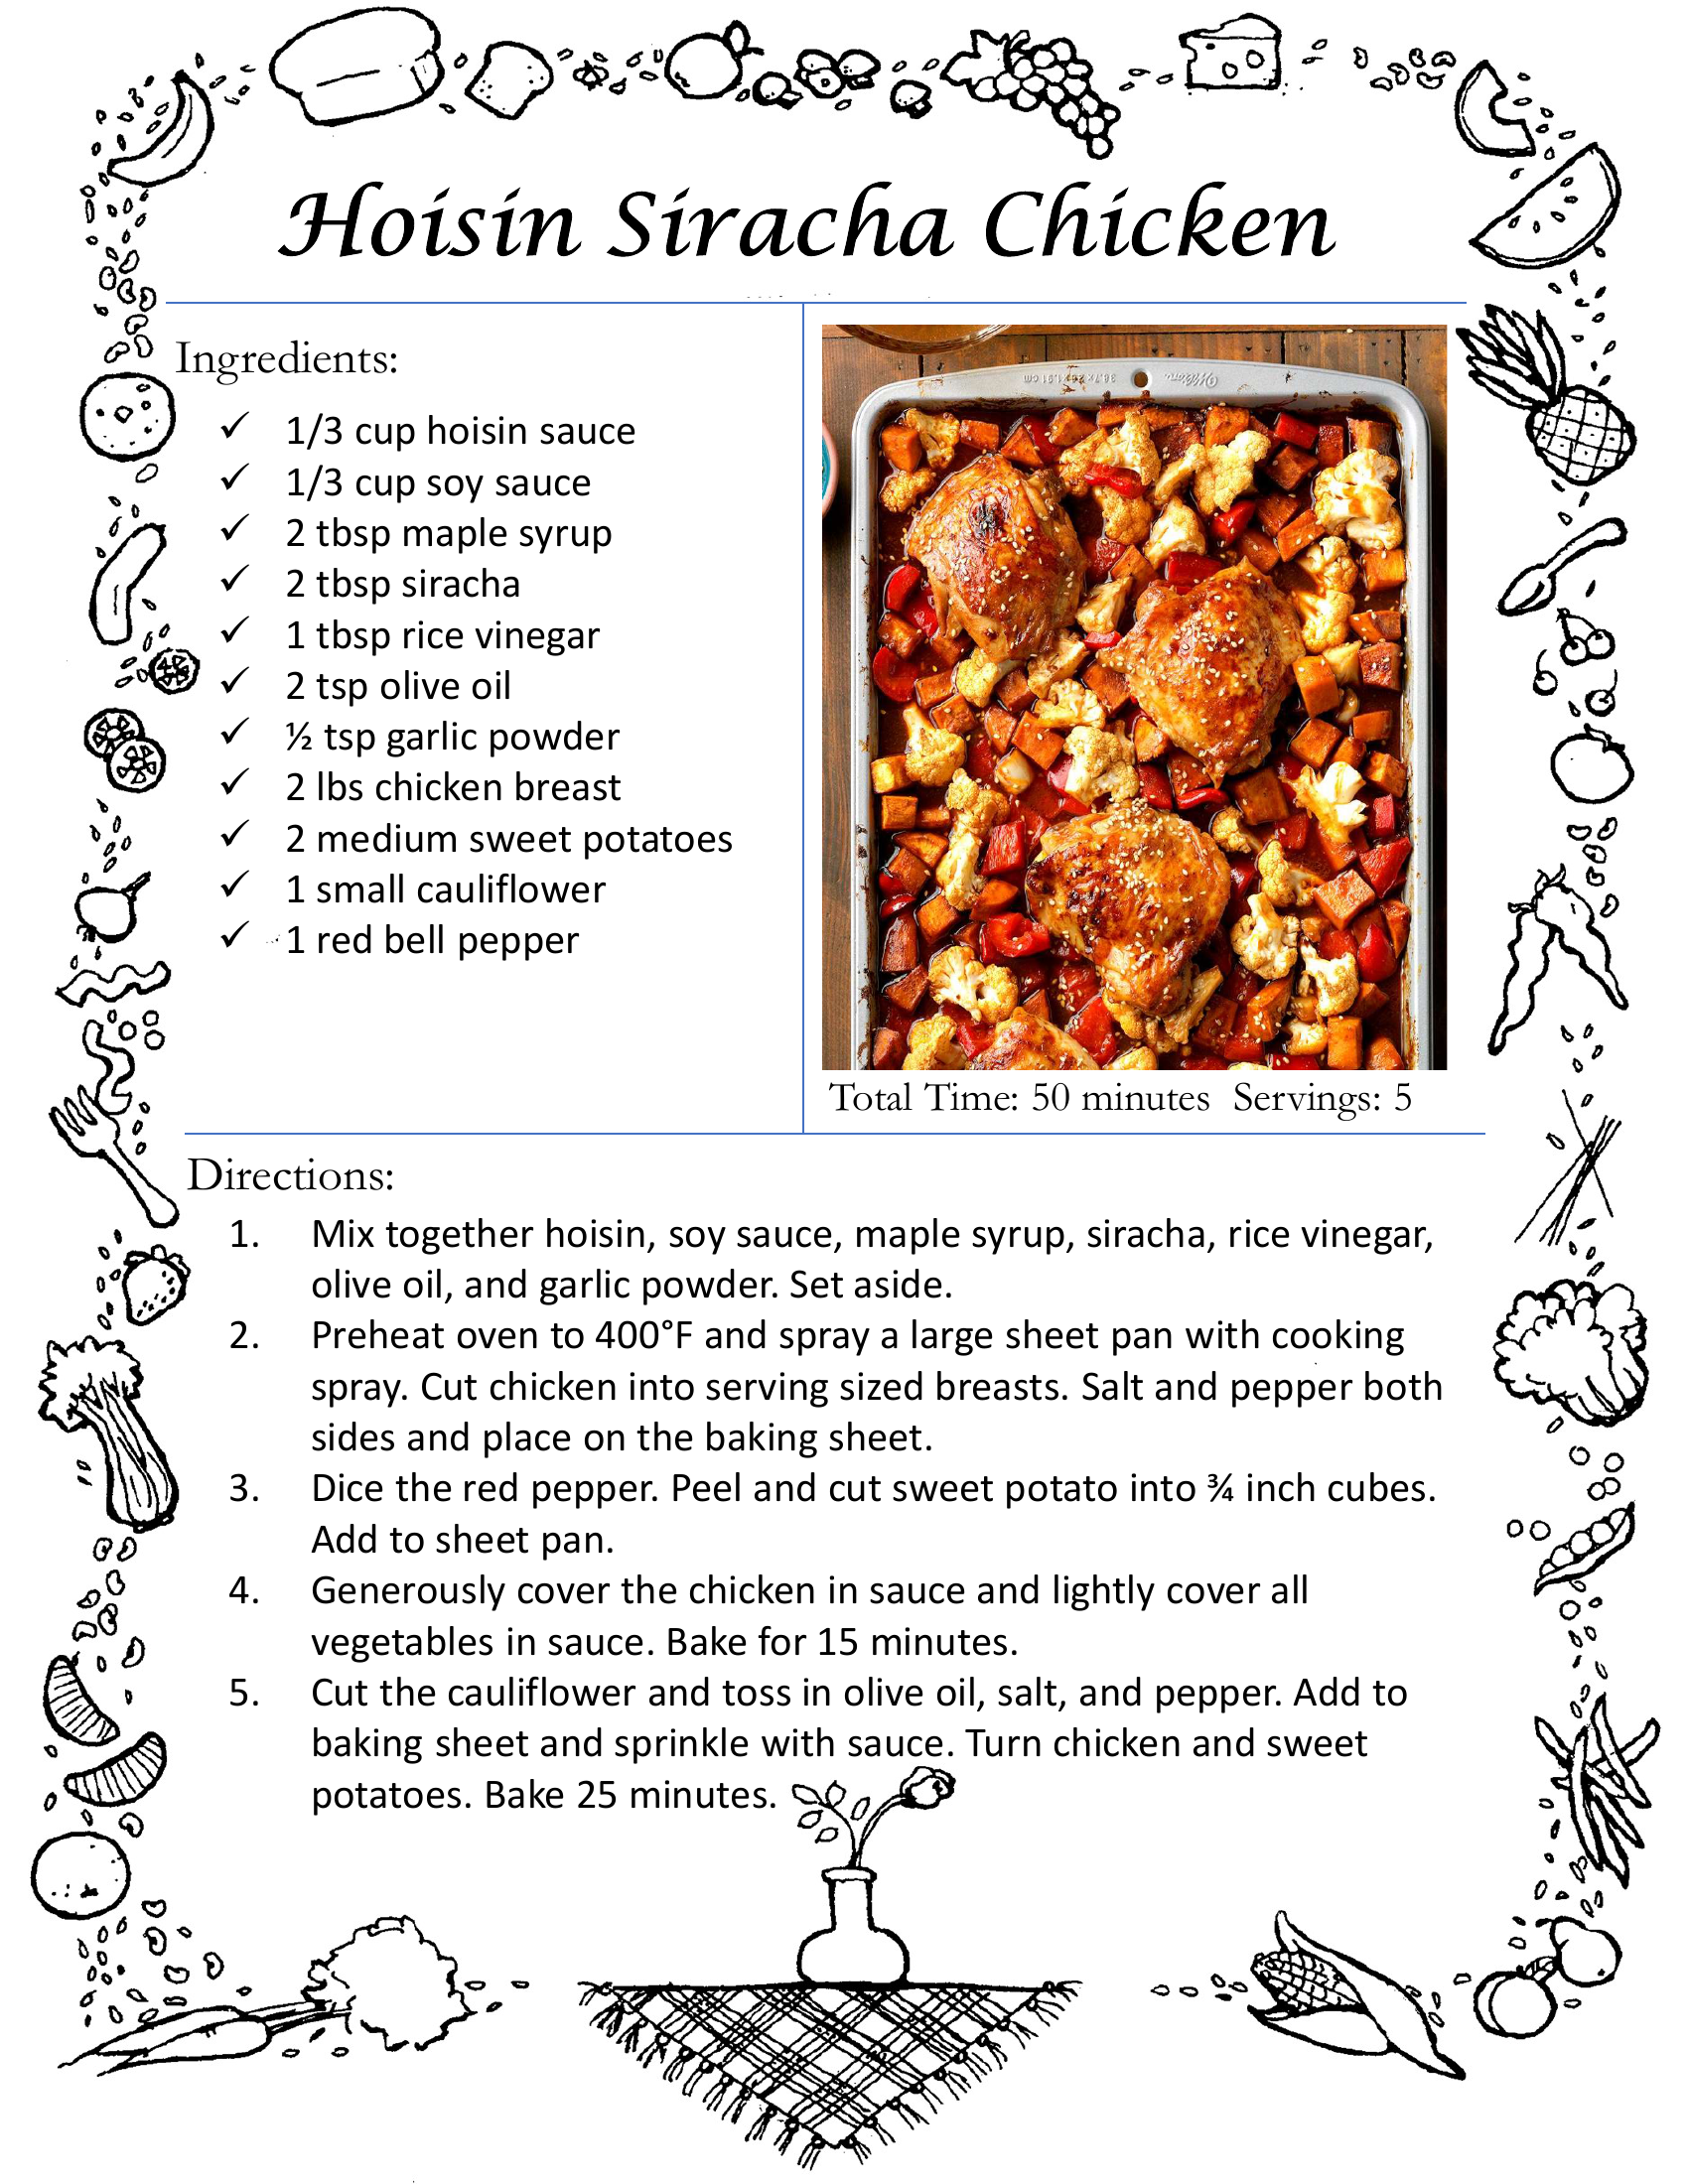 Hoisin Siracha Chicken
Ingredients:
✓ 1/3 cup hoisin sauce
✓ 1/3 cup soy sauce
✓ 2 tbsp maple syrup
✓ 2 tbsp siracha
✓ 1 tbsp rice vinegar
✓ 2 tsp olive oil
✓ ½ tsp garlic powder
✓ 2 lbs chicken breast
✓ 2 medium sweet potatoes
✓ 1 small cauliflower
✓ 1 red bell pepper
Wilton
Total Time: 50 minutes Servings: 5
Directions:
1. Mix together hoisin, soy sauce, maple syrup, siracha, rice vinegar,
olive oil, and garlic powder. Set aside.
2. Preheat oven to 400°F and spray a large sheet pan with cooking
spray. Cut chicken into serving sized breasts. Salt and pepper both
sides and place on the baking sheet.
3. Dice the red pepper. Peel and cut sweet potato into ¾ inch cubes.
Add to sheet pan.
4. Generously cover the chicken in sauce and lightly cover all
vegetables in sauce. Bake for 15 minutes.
5. Cut the cauliflower and toss in olive oil, salt, and pepper. Add to
baking sheet and sprinkle with sauce. Turn chicken and sweet
potatoes. Bake 25 minutes.